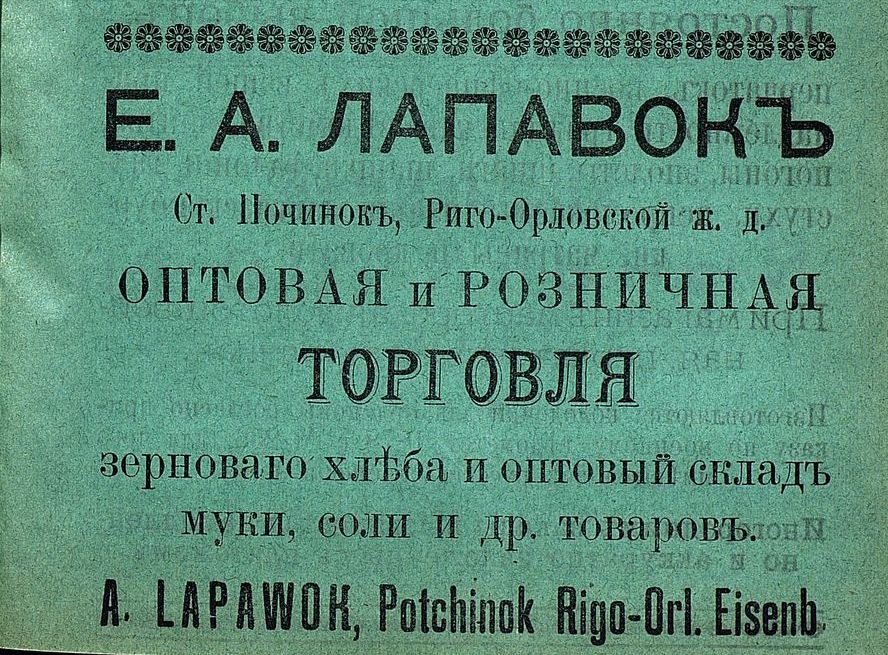 Е. А. ЛАПАВОКЪ
Ст. Починокъ, Риго-Орловской ж. д.
ОПТОВАЯ и РОЗНИЧНАЯ
ТОРГОВЛЯ
зерноваго хлѣба и оптовый складъ
муки, соли и др. товаровъ.
A. LAPAWOK, Potchinok Rigo-Orl. Eisenb.